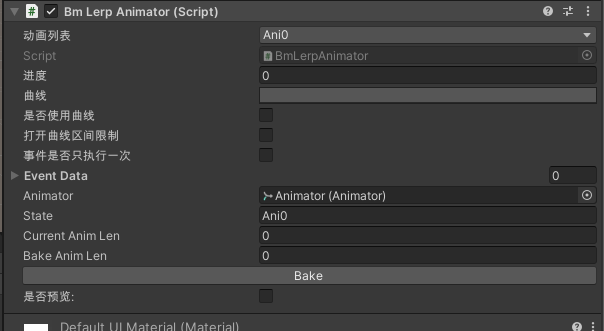 Bm Lerp Animator (Script)
动画列表 Ani0
Script BmLerpAnimator
进度 0
曲线
是否使用曲线
打开曲线区间限制
事件是否只执行一次
Event Data 0
Animator Animator (Animator)
State Ani0
Current Anim Len 0
Bake Anim Len 0
Bake
是否预览:
Default UI Material (Material)